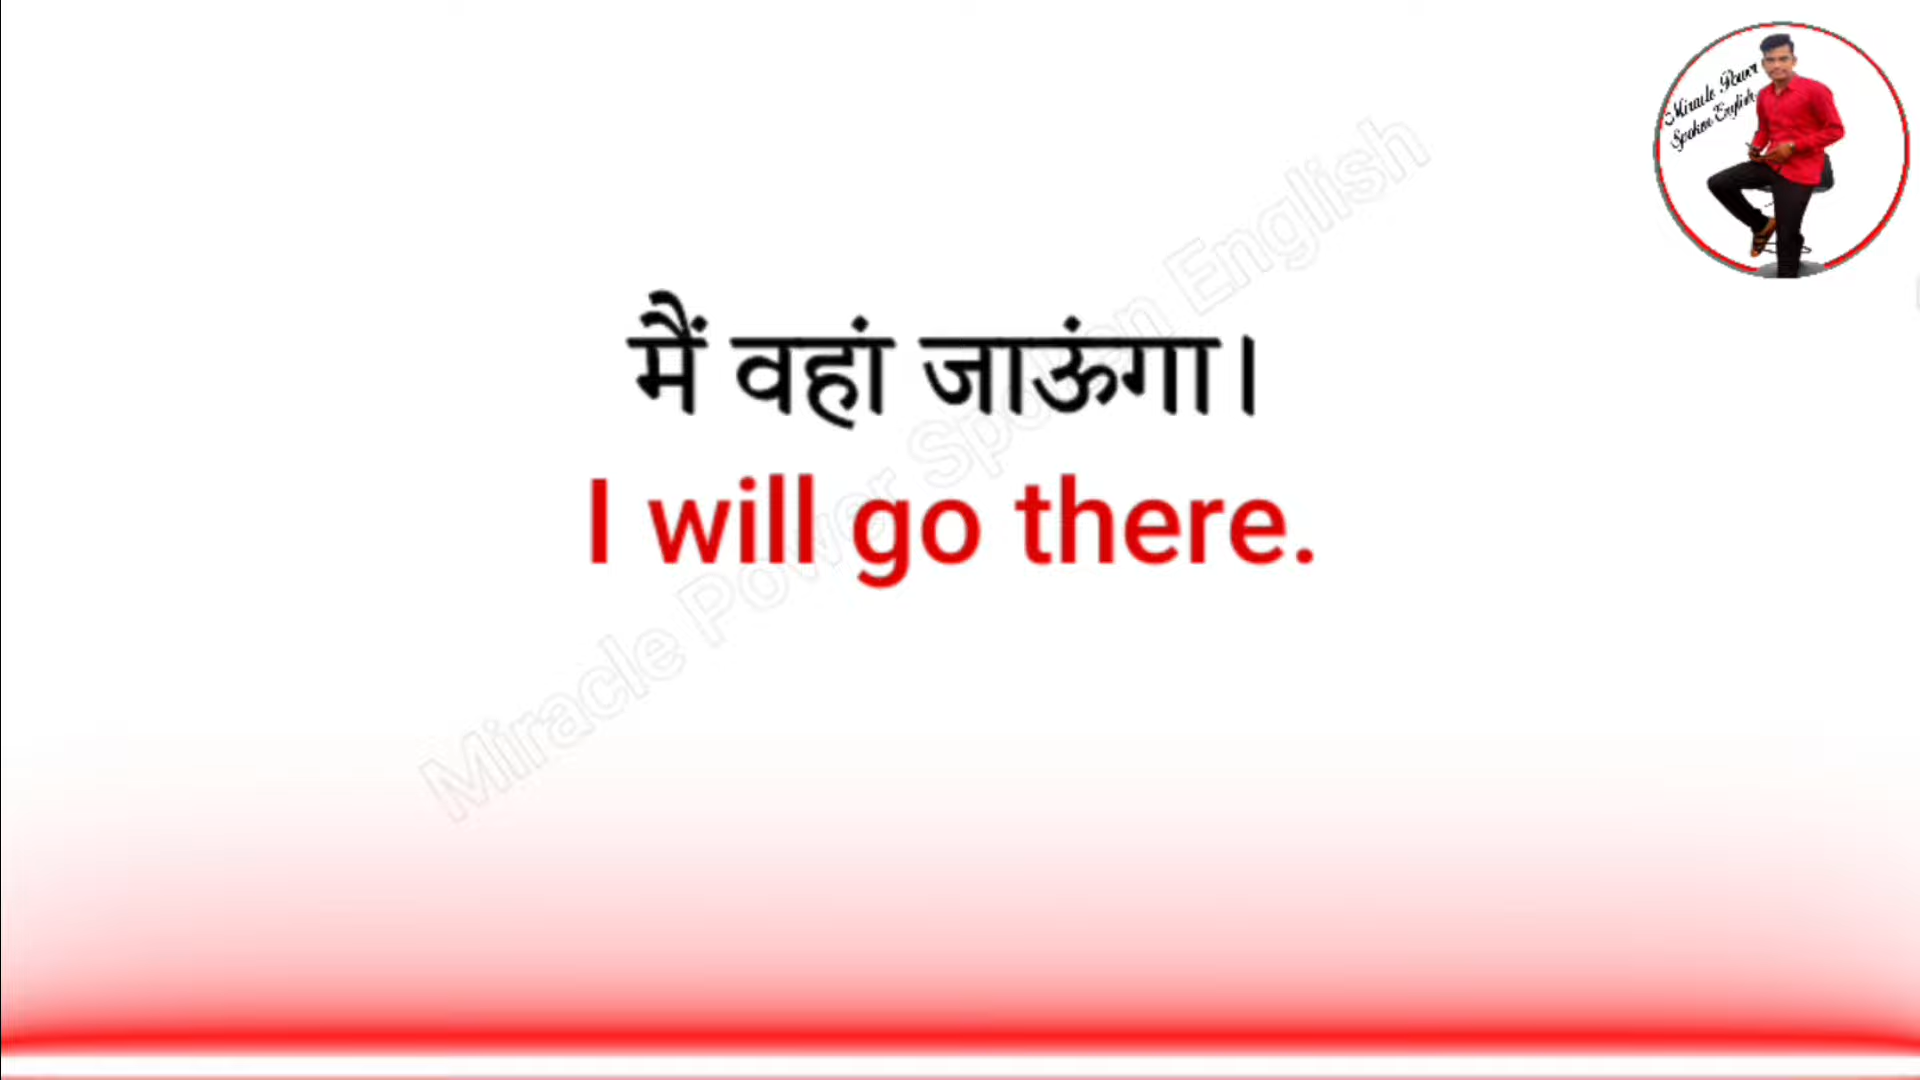 Miracle Power
Spoken English
मैं वहां जाऊंगा।
I will go there.
Miracle Power Spoken English